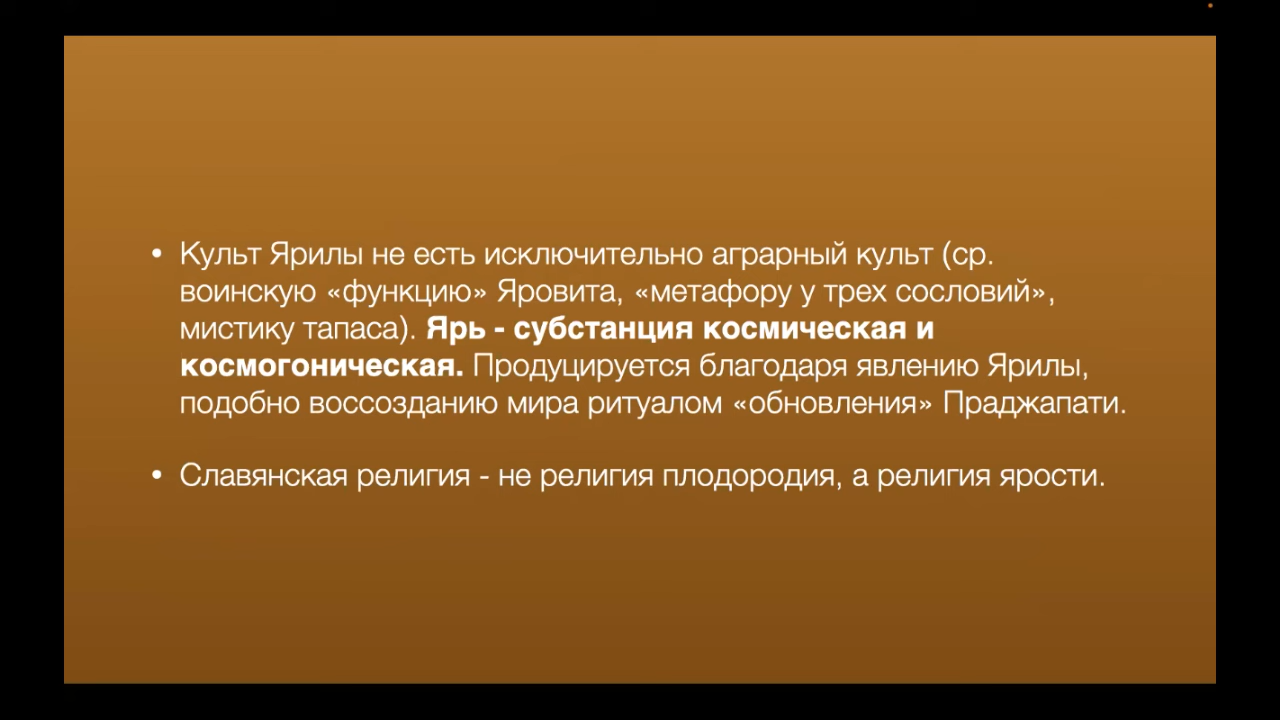 • Культ Ярилы не есть исключительно аграрный культ (ср.
воинскую «функцию» Яровита, «метафору у трех сословий»,
мистику тапаса). Ярь - субстанция космическая и
космогоническая. Продуцируется благодаря явлению Ярилы,
подобно воссозданию мира ритуалом «обновления» Праджапати.
• Славянская религия - не религия плодородия, а религия ярости.